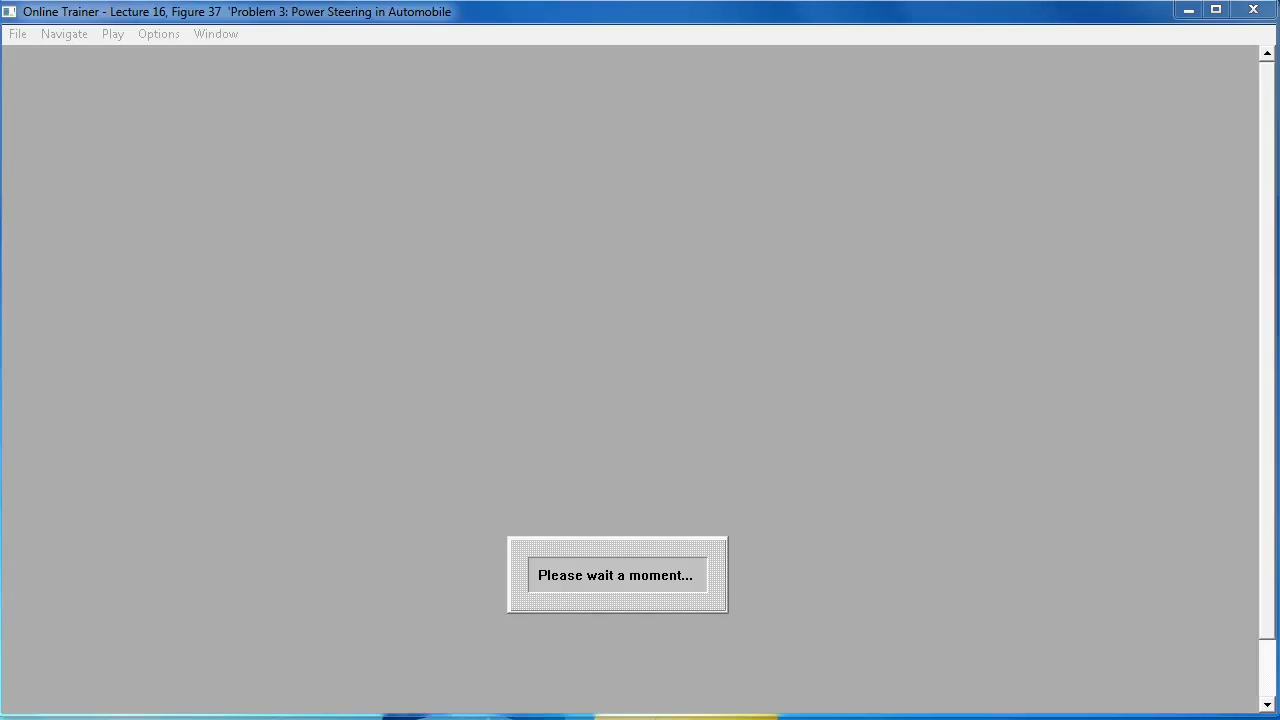 Online Trainer - Lecture 16, Figure 37  'Problem 3: Power Steering in Automobile
File Navigate Play Options Window
Please wait a moment...